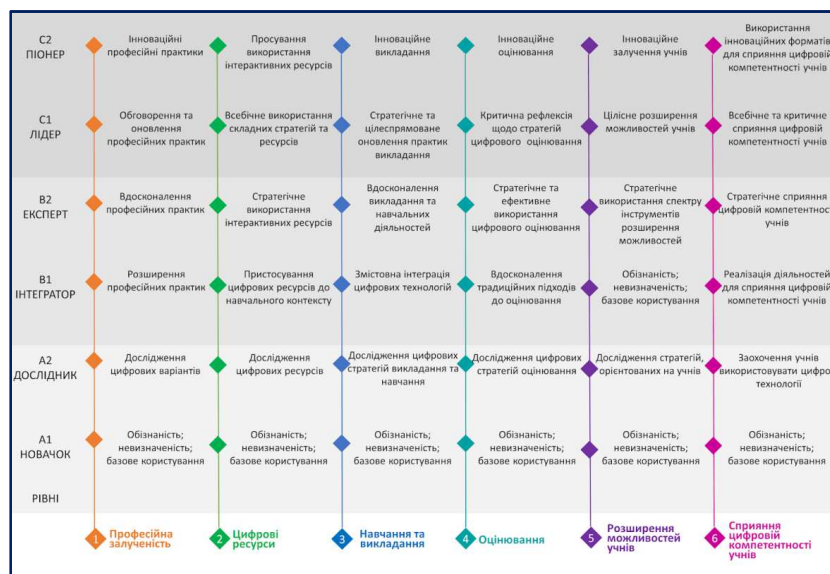 С2
ПІОНЕР
Інноваційні
професійні практики
Просування
використання
інтерактивних ресурсів
Інноваційне
викладання
Інноваційне
оцінювання
Інноваційне
залучення учнів
Використання
інноваційних форматів
для сприяння цифровій
компетентності учнів
С1
ЛІДЕР
Обговорення та
оновлення
професійних практик
Всебічне використання
складних стратегій та
ресурсів
Стратегічне та
цілеспрямоване
оновлення практик
викладання
Критична рефлексія
щодо стратегій
цифрового оцінювання
Цілісне розширення
можливостей учнів
Всебічне та критичне
сприяння цифровій
компетентності учнів
В2
ЕКСПЕРТ
Вдосконалення
професійних практик
Стратегічне
використання
інтерактивних ресурсів
Вдосконалення
викладання та
навчальних
діяльностей
Стратегічне та
ефективне
використання
цифрового оцінювання
Стратегічне
використання спектру
інструментів
розширення
можливостей
Стратегічне сприяння
цифровій компетентност
учнів
В1
ІНТЕГРАТОР
Розширення
професійних практик
Пристосування
цифрових ресурсів до
навчального контексту
Змістовна інтеграція
цифрових технологій
Вдосконалення
традиційних підходів
до оцінювання
Обізнаність;
невизначеність;
базове користування
Реалізація діяльностей
для сприяння цифровій
компетентності учнів
А2
ДОСЛІДНИК
Дослідження
цифрових варіантів
Дослідження
цифрових ресурсів
Дослідження цифрових
стратегій викладання та
навчання
Дослідження цифрових
стратегій оцінювання
Дослідження стратегій,
орієнтованих на учнів
Заохочення учнів
використовувати цифро
технології
А1
НОВАЧОК
Обізнаність;
невизначеність;
базове користування
Обізнаність;
невизначеність;
базове користування
Обізнаність;
невизначеність;
базове користування
Обізнаність;
невизначеність;
базове користування
Обізнаність;
невизначеність;
базове користування
Обізнаність;
невизначеність;
базове користування
РІВНІ
1 Професійна
залученість
2 Цифрові
ресурси
3 Навчання та
викладання
4 Оцінювання
5 Розширення
можливостей
учнів
6 Сприяння
цифровій
компетентності
учнів